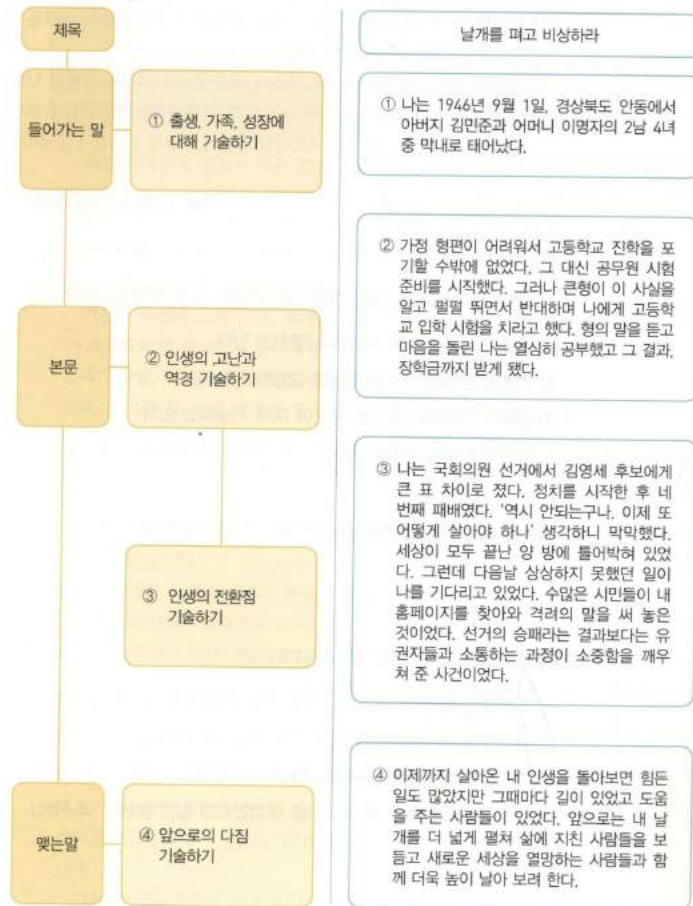 제목
날개를 펴고 비상하라
들어가는 말
① 출생, 가족, 성장에
대해 기술하기
① 나는 1946년 9월 1일, 경상북도 안동에서
아버지 김민준과 어머니 이명자의 2남 4녀
중 막내로 태어났다.
본문
② 인생의 고난과
역경 기술하기
② 가정 형편이 어려워서 고등학교 진학을 포
기할 수밖에 없었다. 그 대신 공무원 시험
준비를 시작했다. 그러나 큰형이 이 사실을
알고 펄펄 뛰면서 반대하며 나에게 고등학
교 입학 시험을 치라고 했다. 형의 말을 듣고
마음을 돌린 나는 열심히 공부했고 그 결과,
장학금까지 받게 됐다.
③ 인생의 전환점
기술하기
③ 나는 국회의원 선거에서 김영세 후보에게
큰 표 차이로 졌다. 정치를 시작한 후 네
번째 패배였다. ‘역시 안되는구나. 이제 또
어떻게 살아야 하나’ 생각하니 막막했다.
세상이 모두 끝난 양 방에 틀어박혀 있었
다. 그런데 다음날 상상하지 못했던 일이
나를 기다리고 있었다. 수많은 시민들이 내
홈페이지를 찾아와 격려의 말을 써 놓은
것이었다. 선거의 승패라는 결과보다는 유
권자들과 소통하는 과정이 소중함을 깨우
쳐 준 사건이었다.
맺는말
④ 앞으로의 다짐
기술하기
④ 이제까지 살아온 내 인생을 돌아보면 힘든
일도 많았지만 그때마다 길이 있었고 도움
을 주는 사람들이 있었다. 앞으로는 내 날
개를 더 넓게 펼쳐 삶에 지친 사람들을 보
듬고 새로운 세상을 열망하는 사람들과 함
께 더욱 높이 날아 보려 한다.